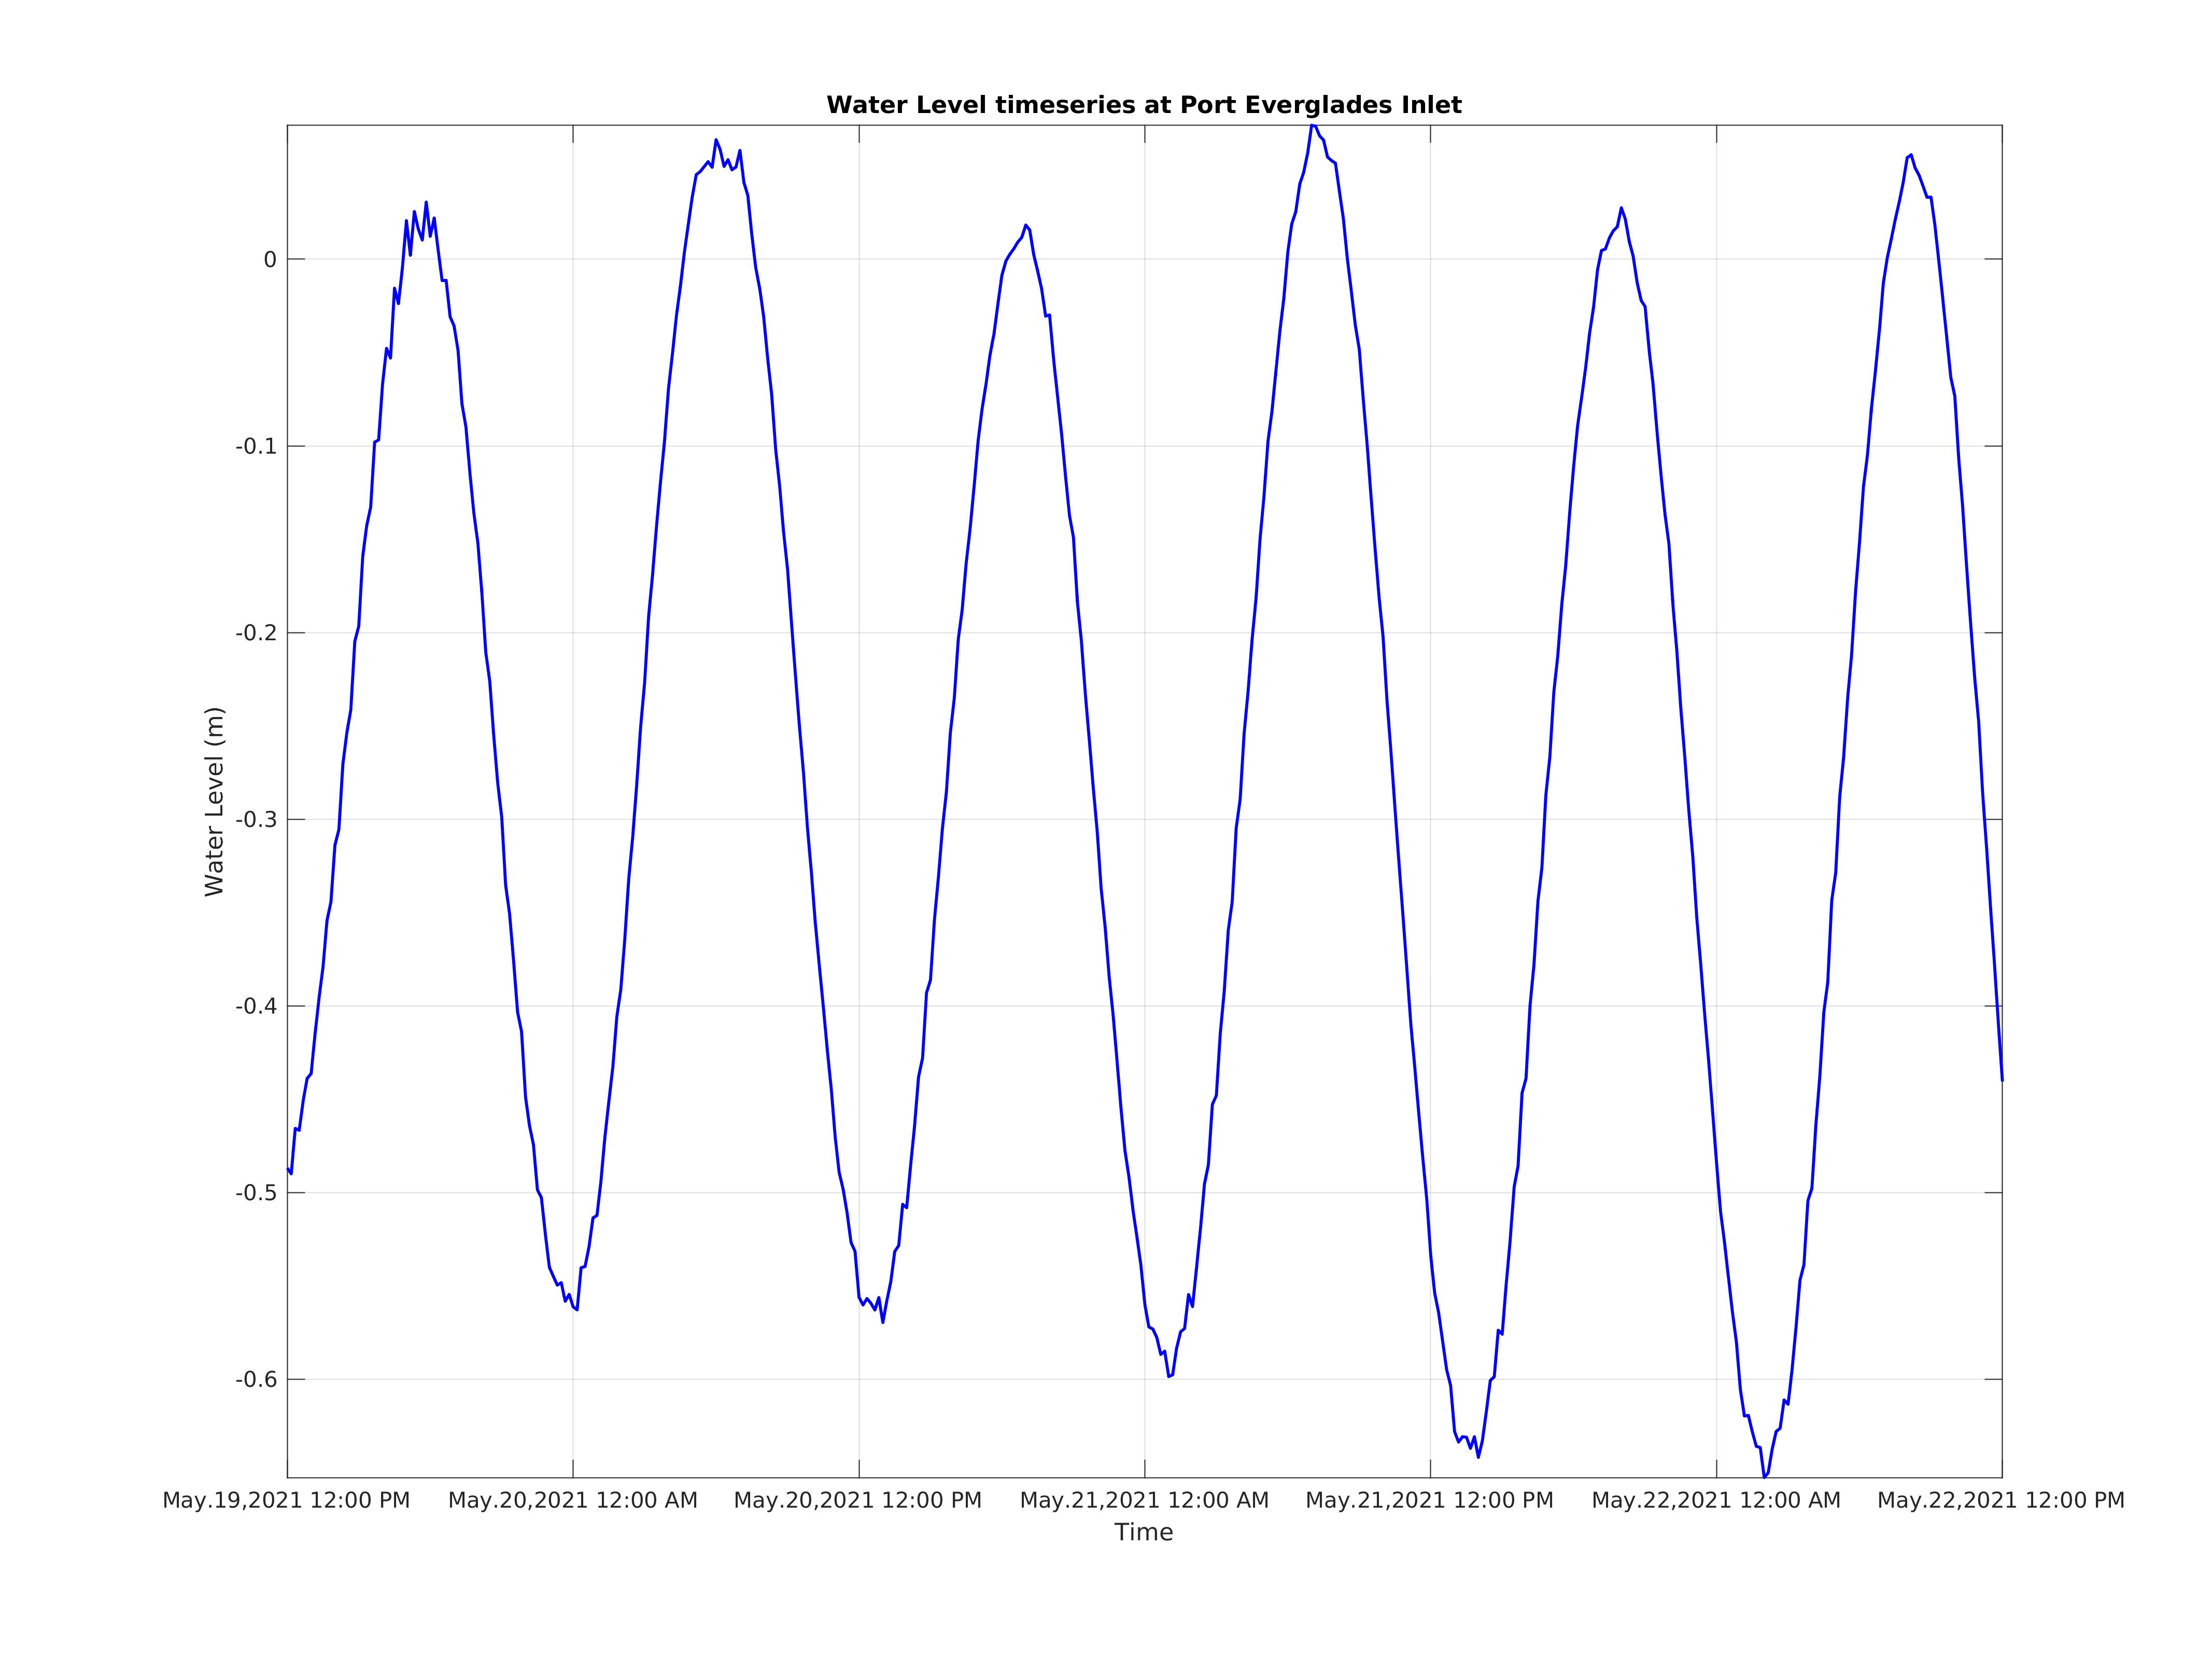 Water Level timeseries at Port Everglades Inlet
0
-0.1
-0.2
-0.3
-0.4
-0.5
-0.6
Water Level (m)
May.19,2021 12:00 PM May.20,2021 12:00 AM May.20,2021 12:00 PM May.21,2021 12:00 AM May.21,2021 12:00 PM May.22,2021 12:00 AM May.22,2021 12:00 PM
Time